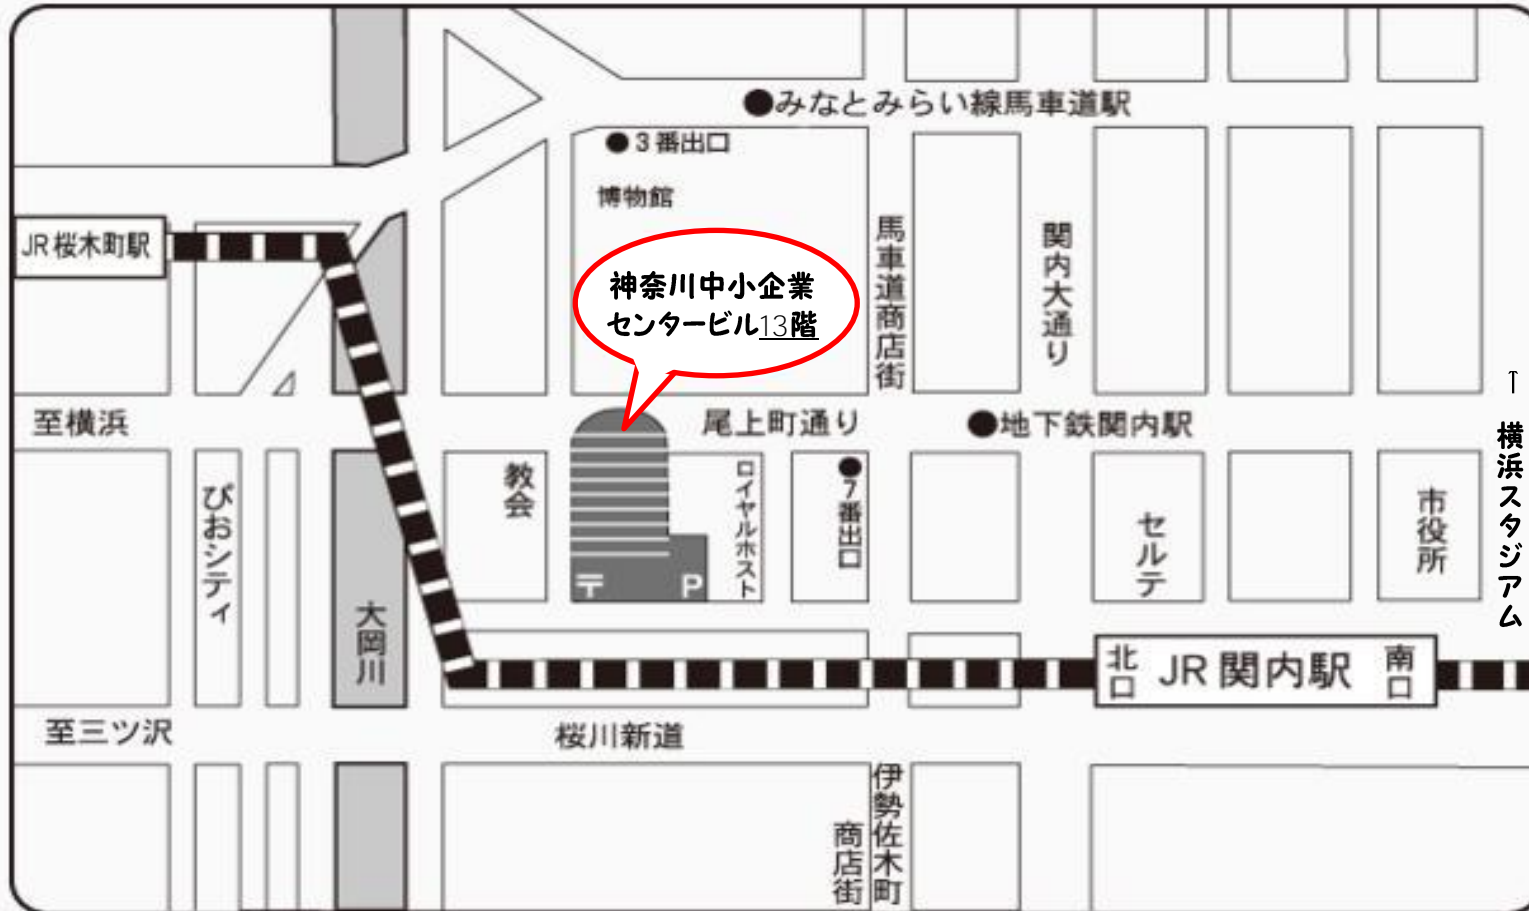 ●みなとみらい線馬車道駅
●3番出口
博物館
JR桜木町駅
神奈川中小企業
センタービル13階
馬車道商店街
関内大通り
至横浜
尾上町通り
●地下鉄関内駅
↑横浜スタジアム
ぴおシティ
大岡川
教会
〒
P
ロイヤルホスト
●7番出口
セルテ
市役所
北口
JR関内駅
南口
至三ツ沢
桜川新道
伊勢佐木町
商店街